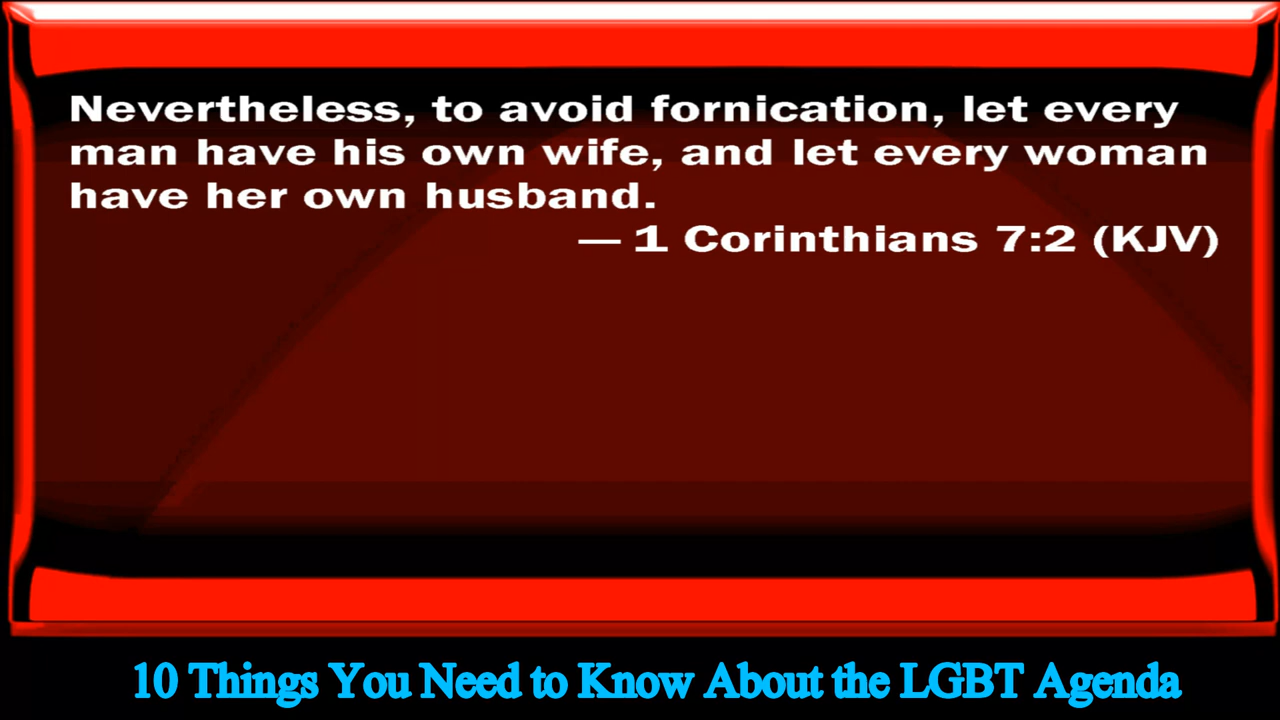 Nevertheless, to avoid fornication, let every
man have his own wife, and let every woman
have her own husband.
— 1 Corinthians 7:2 (KJV)
10 Things You Need to Know About the LGBT Agenda